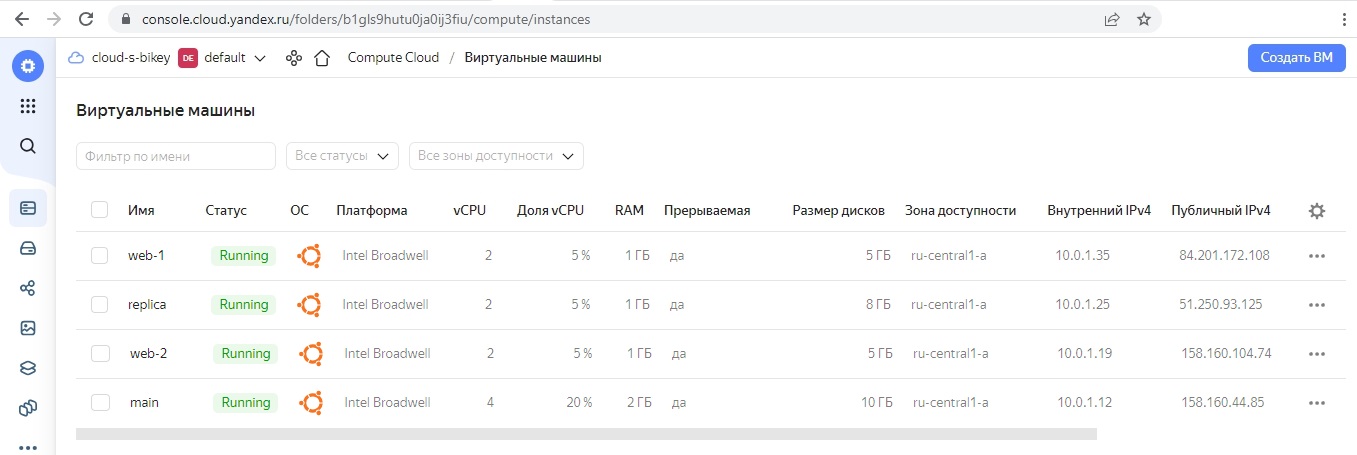 console.cloud.yandex.ru/folders/b1gls9hutu0ja0ij3fiu/compute/instances
cloud-s-bikey DE default Compute Cloud / Виртуальные машины Создать ВМ
Виртуальные машины
Фильтр по имени Все статусы Все зоны доступности
Имя Статус ОС Платформа vCPU Доля vCPU RAM Прерываемая Размер дисков Зона доступности Внутренний IPv4 Публичный IPv4
web-1 Running Intel Broadwell 2 5 % 1 ГБ да 5 ГБ ru-central1-a 10.0.1.35 84.201.172.108
replica Running Intel Broadwell 2 5 % 1 ГБ да 8 ГБ ru-central1-a 10.0.1.25 51.250.93.125
web-2 Running Intel Broadwell 2 5 % 1 ГБ да 5 ГБ ru-central1-a 10.0.1.19 158.160.104.74
main Running Intel Broadwell 4 20 % 2 ГБ да 10 ГБ ru-central1-a 10.0.1.12 158.160.44.85